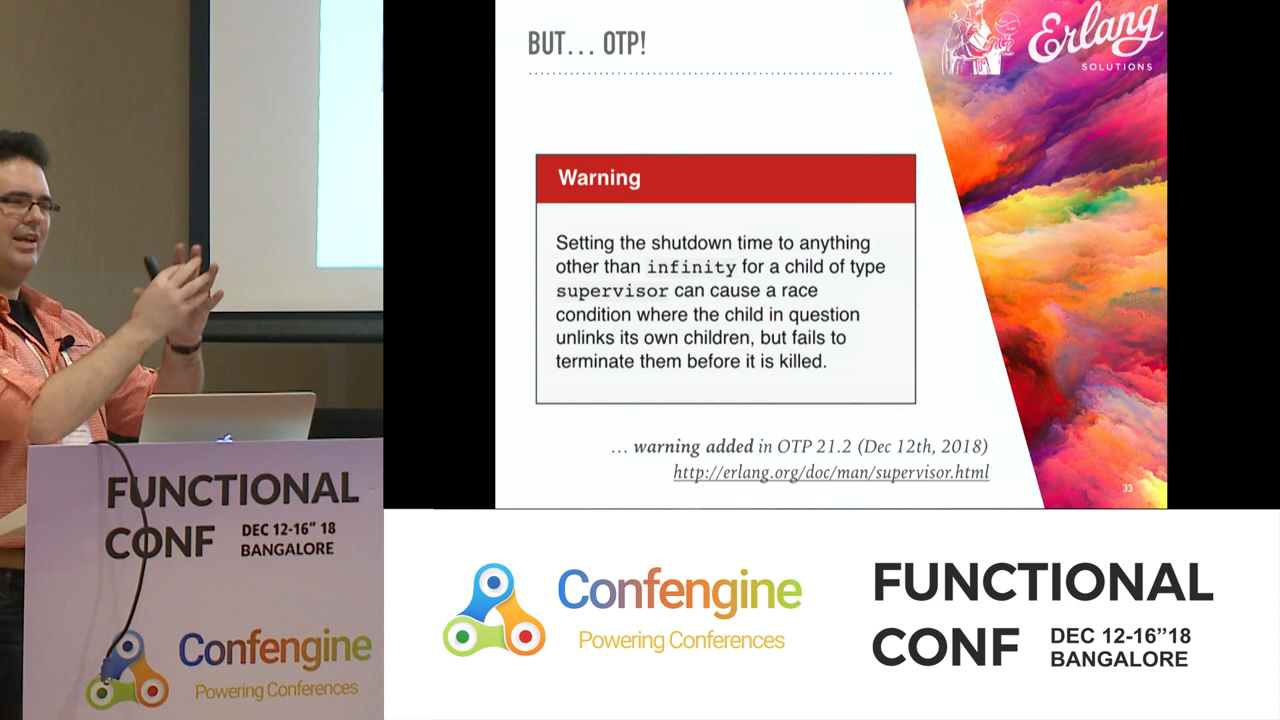 BUT… OTP!
Erlang
SOLUTIONS
Warning
Setting the shutdown time to anything
other than infinity for a child of type
supervisor can cause a race
condition where the child in question
unlinks its own children, but fails to
terminate them before it is killed.
… warning added in OTP 21.2 (Dec 12th, 2018)
http://erlang.org/doc/man/supervisor.html
33
FUNCTIONAL
CONF DEC 12-16” 18
BANGALORE
Confengine
Powering Conferences
Confengine
Powering Conferences
FUNCTIONAL
CONF DEC 12-16”18
BANGALORE